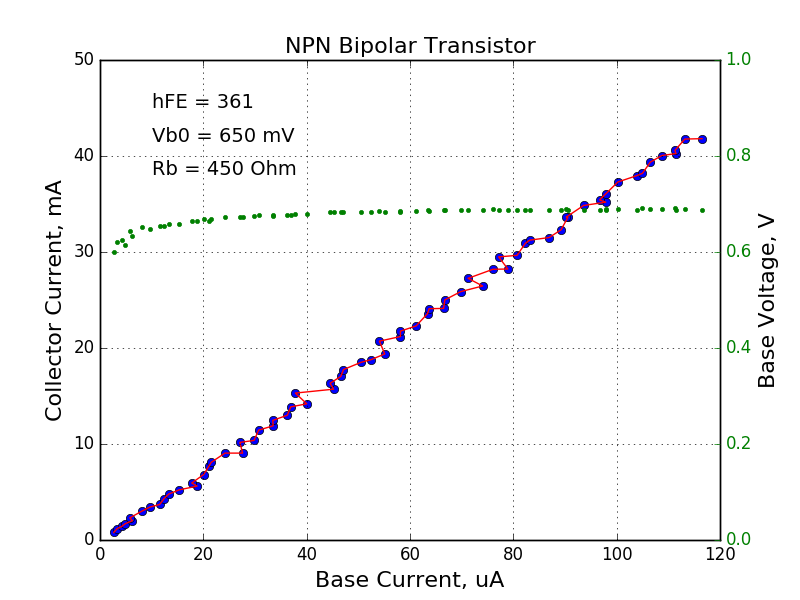 NPN Bipolar Transistor
hFE = 361
Vb0 = 650 mV
Rb = 450 Ohm
Collector Current, mA
50
40
30
20
10
0
Base Voltage, V
1.0
0.8
0.6
0.4
0.2
0.0
0 20 40 60 80 100 120
Base Current, uA